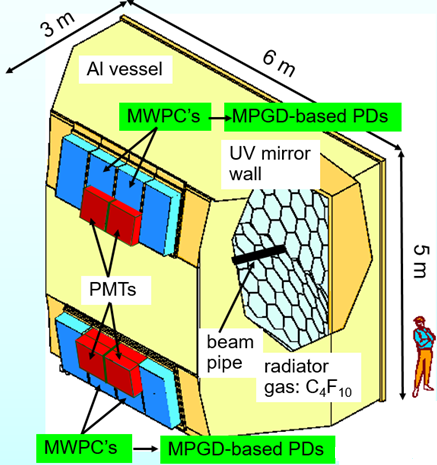 3 m
6 m
Al vessel
MWPC's
MPGD-based PDs
UV mirror
wall
5 m
PMTs
beam
pipe
radiator
gas: C₄F₁₀
MWPC's
MPGD-based PDs